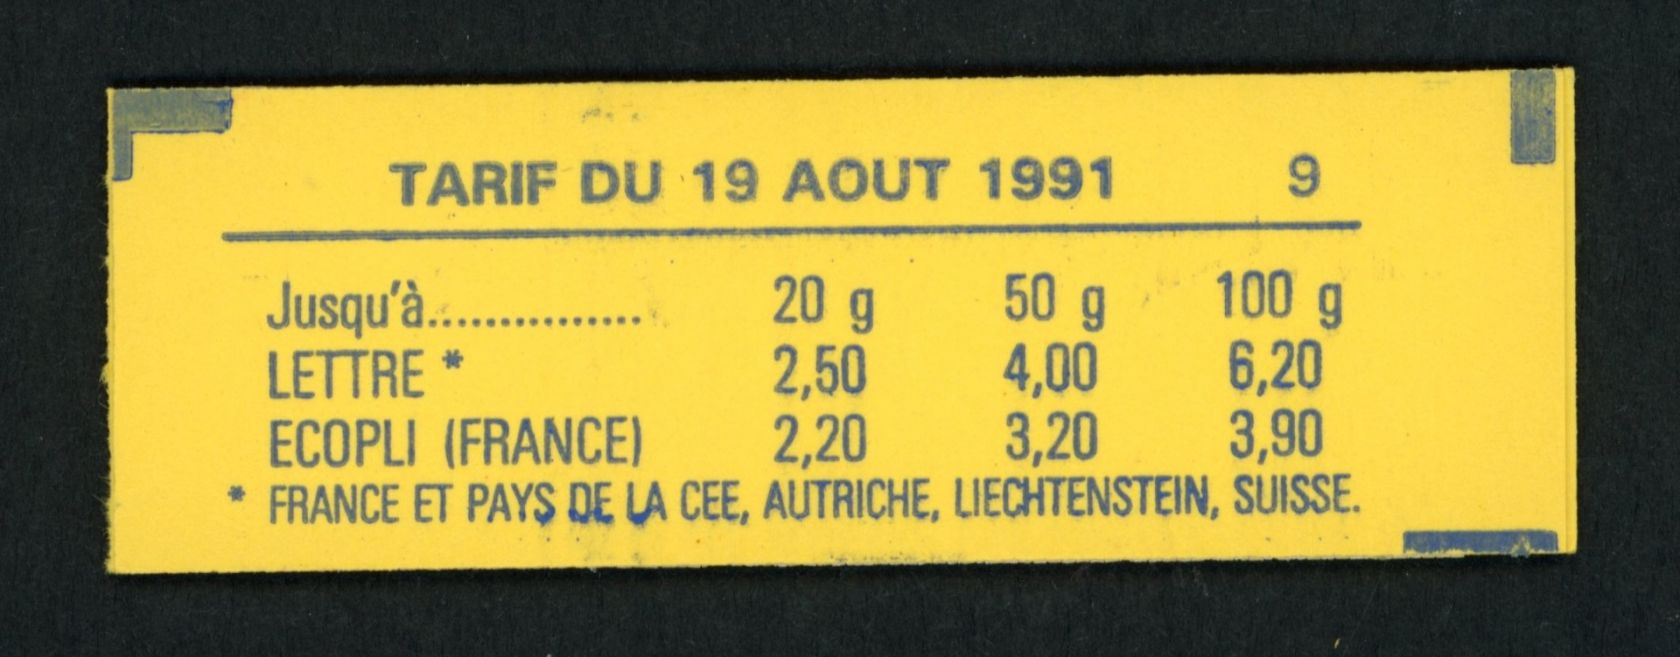 TARIF DU 19 AOUT 1991 9
Jusqu'à............... 20 g 50 g 100 g
LETTRE * 2,50 4,00 6,20
ECOPLI (FRANCE) 2,20 3,20 3,90
* FRANCE ET PAYS DE LA CEE, AUTRICHE, LIECHTENSTEIN, SUISSE.